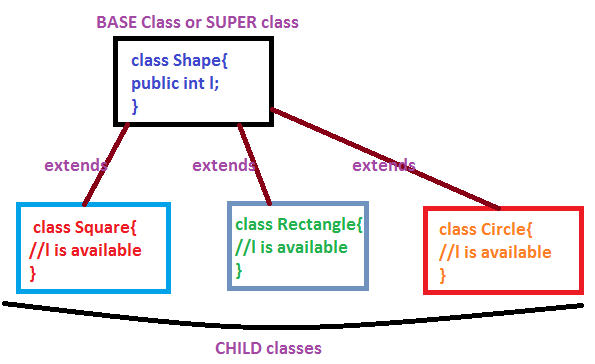 BASE Class or SUPER class
class Shape{
public int l;
}
extends
extends
extends
class Square{
//l is available
}
class Rectangle{
//l is available
}
class Circle{
//l is available
}
CHILD classes